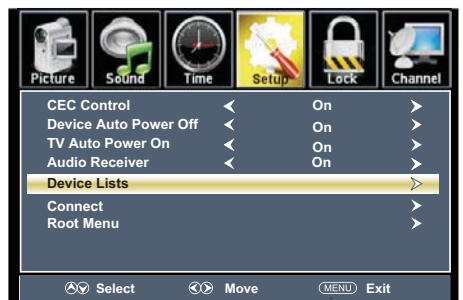 Picture Sound Time Setup Lock Channel
CEC Control On
Device Auto Power Off On
TV Auto Power On On
Audio Receiver On
Device Lists
Connect
Root Menu
Select Move MENU Exit